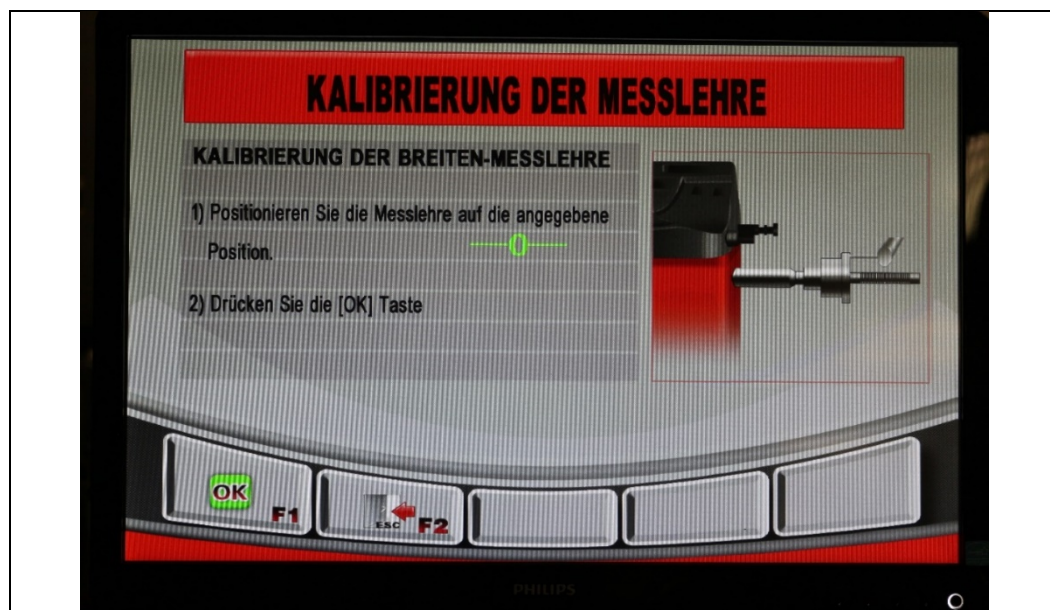 KALIBRIERUNG DER MESSLEHRE
KALIBRIERUNG DER BREITEN-MESSLEHRE
1) Positionieren Sie die Messlehre auf die angegebene
Position.
0
2) Drücken Sie die [OK] Taste
OK F1
ESC F2
PHILIPS